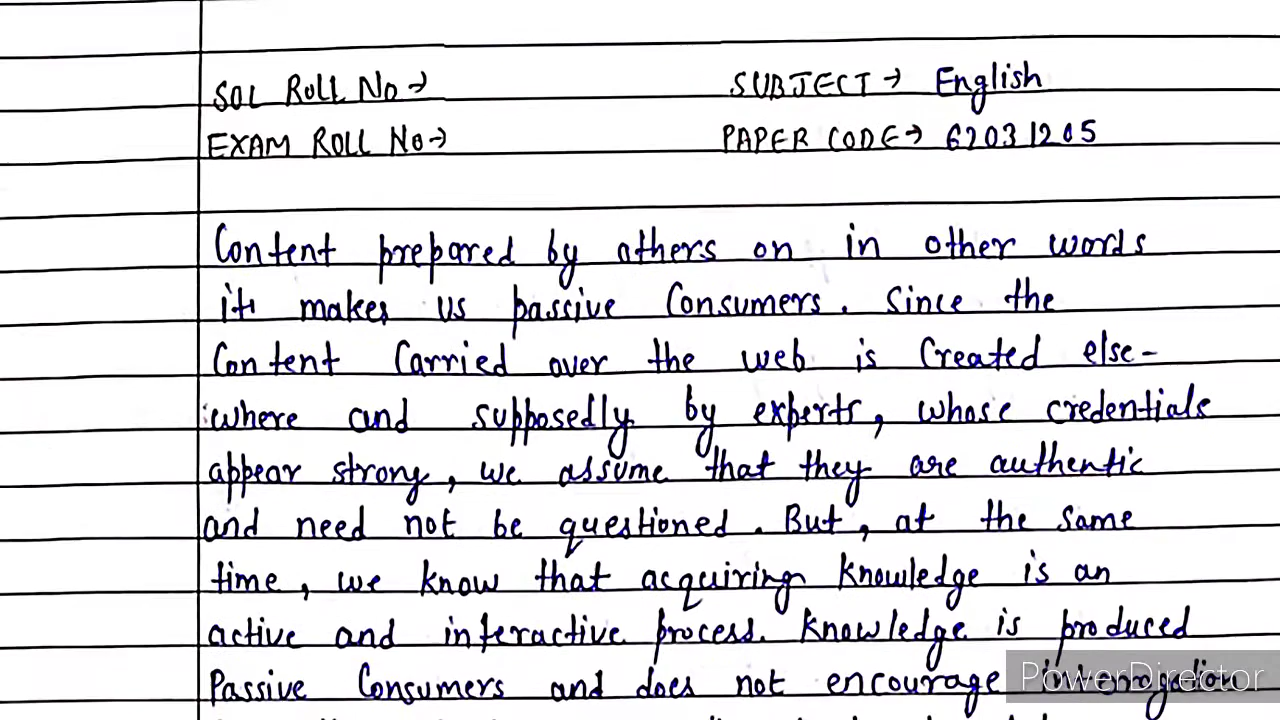 SOL ROLL NO → SUBJECT → English
EXAM ROLL NO → PAPER CODE → 62031205
Content prepared by others on in other words
it makes us passive Consumers. Since the
Content Carried over the web is Created else-
where and supposedly by experts, whose credentials
appear strong, we assume that they are authentic
and need not be questioned. But, at the same
time, we know that acquiring knowledge is an
active and interactive process. Knowledge is produced
Passive Consumers and does not encourage interrogation
PowerDirector